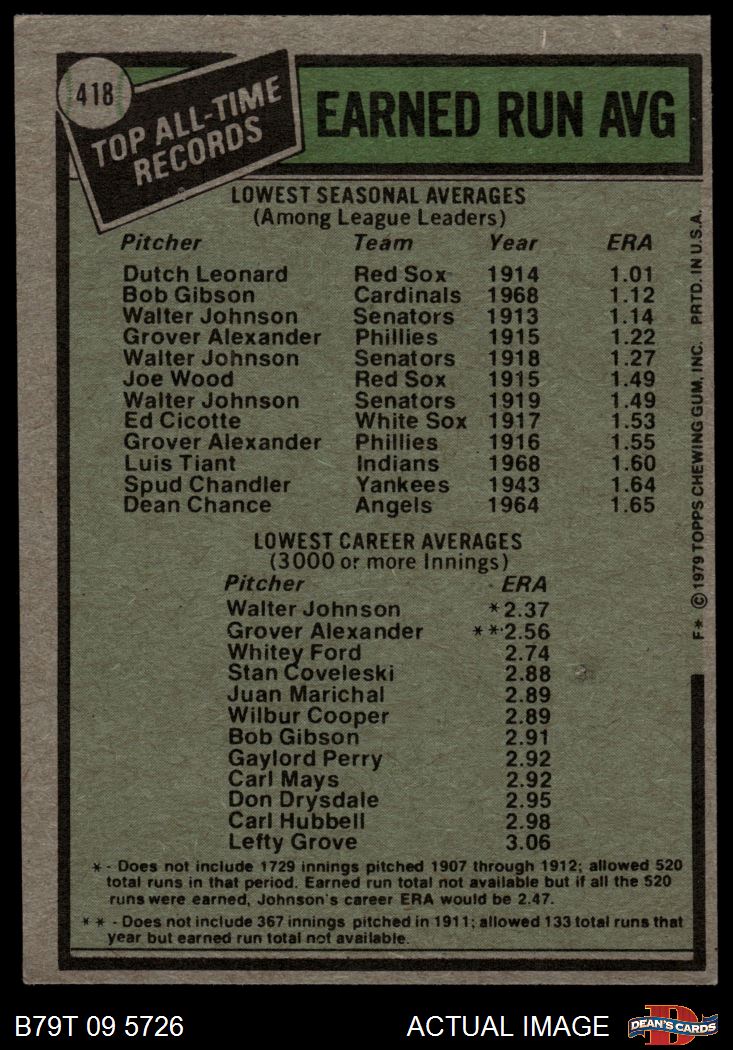 418
TOP ALL-TIME
RECORDS
EARNED RUN AVG
LOWEST SEASONAL AVERAGES
(Among League Leaders)
Pitcher Team Year ERA
Dutch Leonard Red Sox 1914 1.01
Bob Gibson Cardinals 1968 1.12
Walter Johnson Senators 1913 1.14
Grover Alexander Phillies 1915 1.22
Walter Johnson Senators 1918 1.27
Joe Wood Red Sox 1915 1.49
Walter Johnson Senators 1919 1.49
Ed Cicotte White Sox 1917 1.53
Grover Alexander Phillies 1916 1.55
Luis Tiant Indians 1968 1.60
Spud Chandler Yankees 1943 1.64
Dean Chance Angels 1964 1.65
LOWEST CAREER AVERAGES
(3000 or more Innings)
Pitcher ERA
Walter Johnson *2.37
Grover Alexander **2.56
Whitey Ford 2.74
Stan Coveleski 2.88
Juan Marichal 2.89
Wilbur Cooper 2.89
Bob Gibson 2.91
Gaylord Perry 2.92
Carl Mays 2.92
Don Drysdale 2.95
Carl Hubbell 2.98
Lefty Grove 3.06
* - Does not include 1729 innings pitched 1907 through 1912; allowed 520
total runs in that period. Earned run total not available but if all the 520
runs were earned, Johnson's career ERA would be 2.47.
** - Does not include 367 innings pitched in 1911; allowed 133 total runs that
year but earned run total not available.
F* © 1979 TOPPS CHEWING GUM, INC. PRTD. IN U.S.A.
B79T 09 5726 ACTUAL IMAGE
D
DEAN'S CARDS